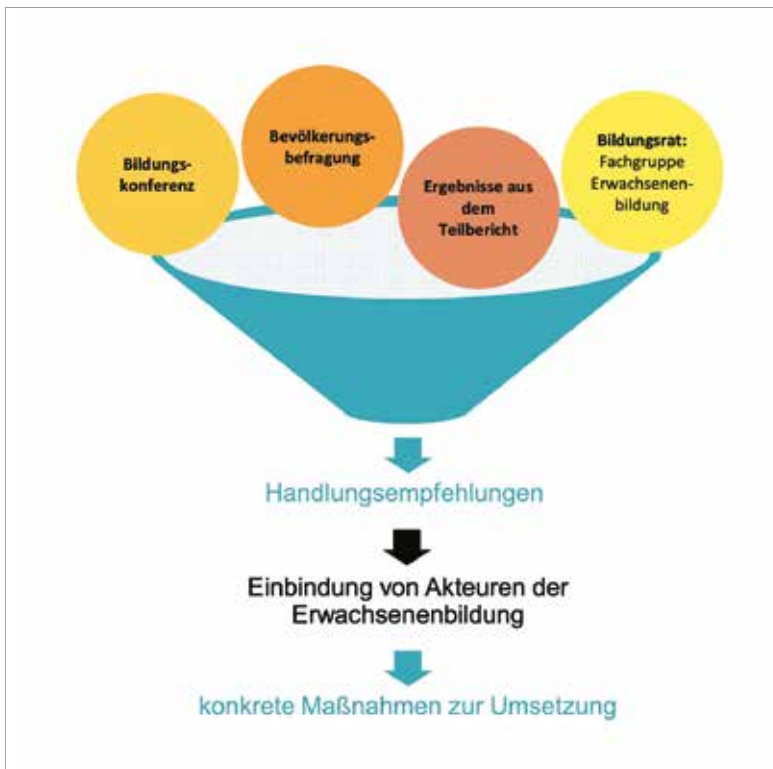 Bildungs-
konferenz
Bevölkerungs-
befragung
Ergebnisse aus
dem
Teilbericht
Bildungsrat:
Fachgruppe
Erwachsenen-
bildung
Handlungsempfehlungen
Einbindung von Akteuren der
Erwachsenenbildung
konkrete Maßnahmen zur Umsetzung